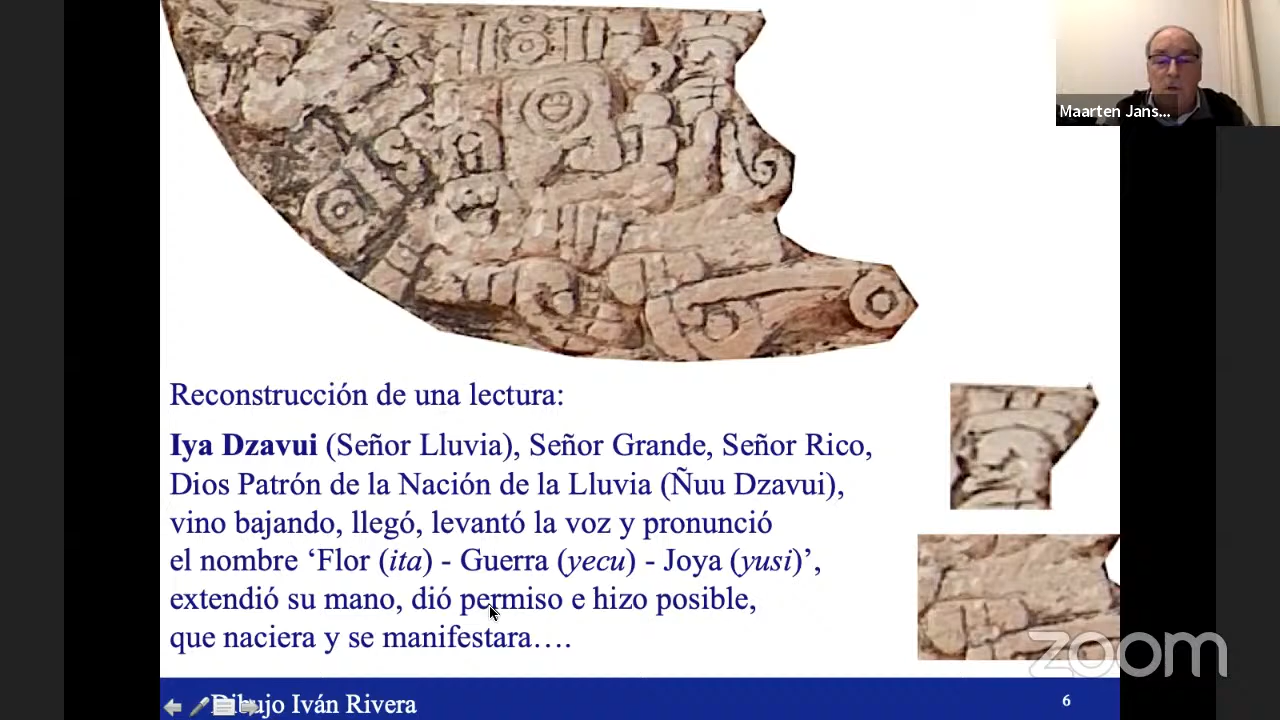 Maarten Jans...
Reconstrucción de una lectura:
Iya Dzavui (Señor Lluvia), Señor Grande, Señor Rico,
Dios Patrón de la Nación de la Lluvia (Ñuu Dzavui),
vino bajando, llegó, levantó la voz y pronunció
el nombre ‘Flor (ita) - Guerra (yecu) - Joya (yusi)’,
extendió su mano, dió permiso e hizo posible,
que naciera y se manifestara….
zoom
Dibujo Iván Rivera
6